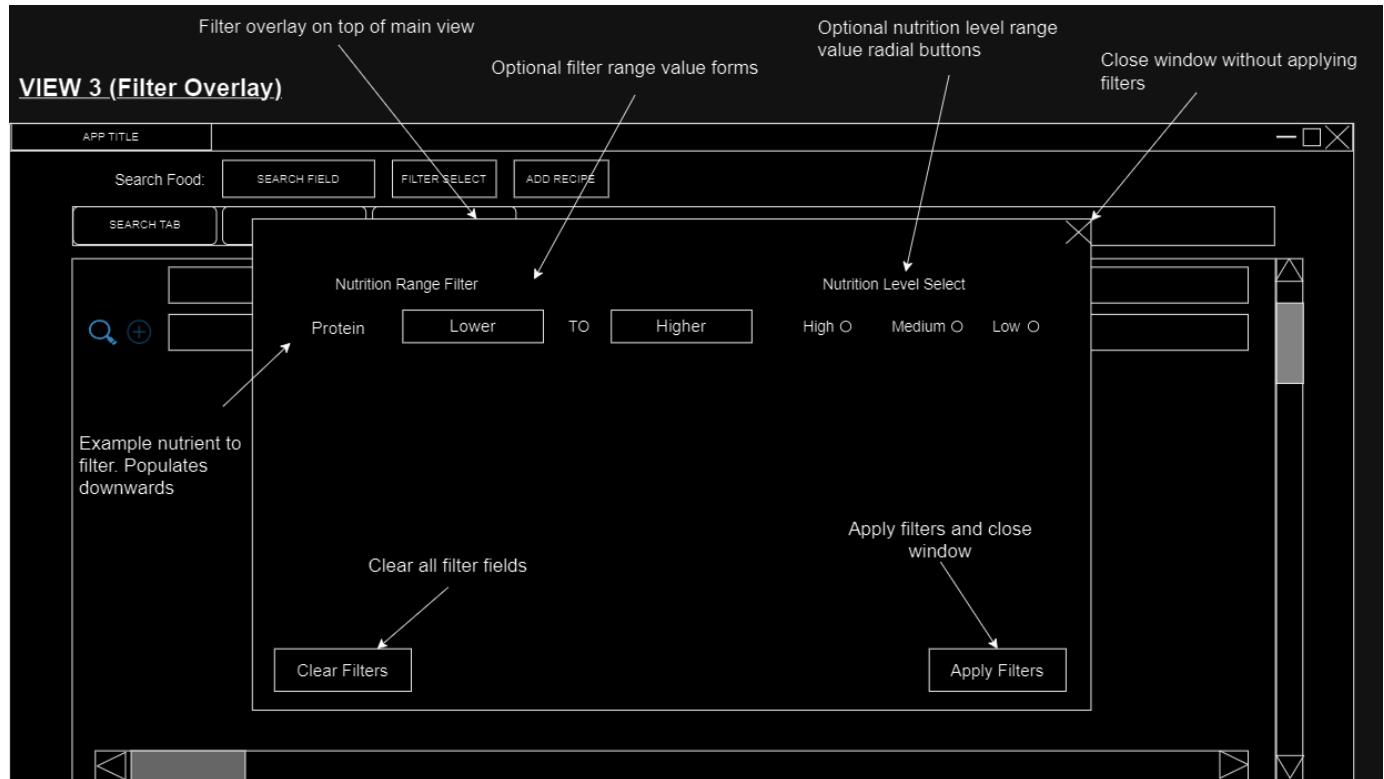 Filter overlay on top of main view
Optional nutrition level range
value radial buttons
Optional filter range value forms
Close window without applying
filters
VIEW 3 (Filter Overlay)
APP TITLE
Search Food:
SEARCH FIELD
FILTER SELECT
ADD RECIPE
SEARCH TAB
Nutrition Range Filter
Nutrition Level Select
Protein
Lower
TO
Higher
High
Medium
Low
Example nutrient to
filter. Populates
downwards
Apply filters and close
window
Clear all filter fields
Clear Filters
Apply Filters